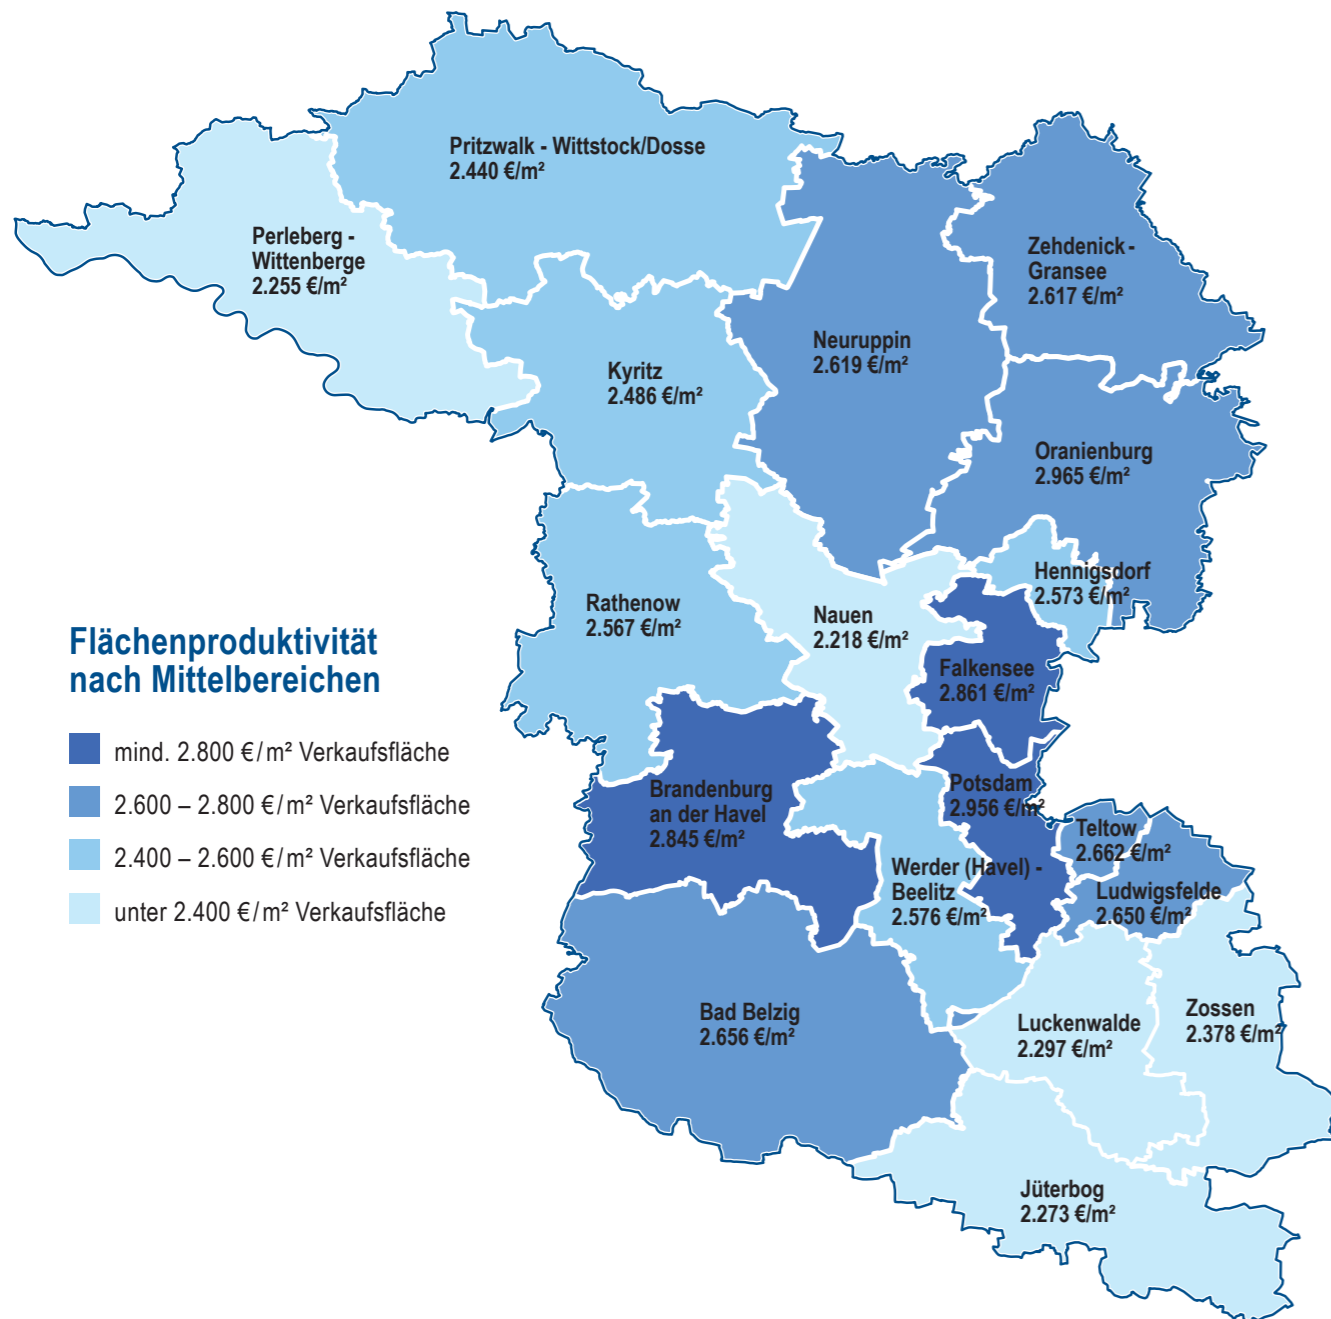 Pritzwalk - Wittstock/Dosse
2.440 €/m²
Perleberg -
Wittenberge
2.255 €/m²
Zehdenick -
Gransee
2.617 €/m²
Neuruppin
2.619 €/m²
Kyritz
2.486 €/m²
Oranienburg
2.965 €/m²
Hennigsdorf
2.573 €/m²
Rathenow
2.567 €/m²
Nauen
2.218 €/m²
Falkensee
2.861 €/m²
Flächenproduktivität
nach Mittelbereichen
mind. 2.800 €/m² Verkaufsfläche
2.600 – 2.800 €/m² Verkaufsfläche
2.400 – 2.600 €/m² Verkaufsfläche
unter 2.400 €/m² Verkaufsfläche
Brandenburg
an der Havel
2.845 €/m²
Potsdam
2.956 €/m²
Teltow
2.662 €/m²
Werder (Havel) -
Beelitz
2.576 €/m²
Ludwigsfelde
2.650 €/m²
Bad Belzig
2.656 €/m²
Luckenwalde
2.297 €/m²
Zossen
2.378 €/m²
Jüterbog
2.273 €/m²